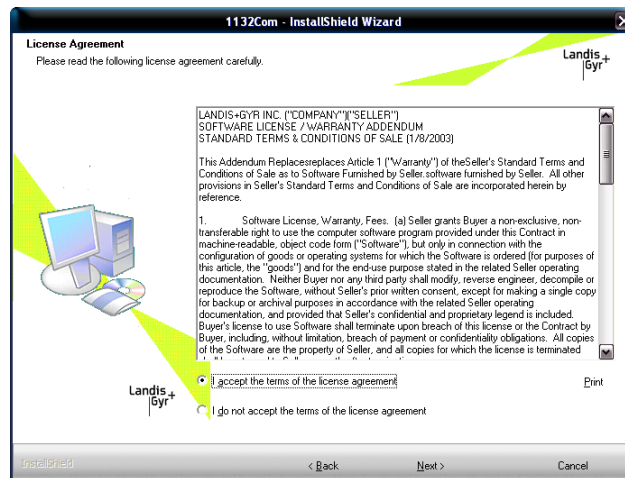 1132Com - InstallShield Wizard
License Agreement
Please read the following license agreement carefully.
Landis+
Gyr
LANDIS+GYR INC. ("COMPANY")("SELLER")
SOFTWARE LICENSE / WARRANTY ADDENDUM
STANDARD TERMS & CONDITIONS OF SALE (1/8/2003)
This Addendum Replacesreplaces Article 1 ("Warranty") of theSeller's Standard Terms and
Conditions of Sale as to Software Furnished by Seller.software furnished by Seller. All other
provisions in Seller's Standard Terms and Conditions of Sale are incorporated herein by
reference.
1. Software License, Warranty, Fees. (a) Seller grants Buyer a non-exclusive, non-
transferable right to use the computer software program provided under this Contract in
machine-readable, object code form ("Software"), but only in connection with the
configuration of goods or operating systems for which the Software is ordered (for purposes of
this article, the "goods") and for the end-use purpose stated in the related Seller operating
documentation. Neither Buyer nor any third party shall modify, reverse engineer, decompile or
reproduce the Software, without Seller's prior written consent, except for making a single copy
for backup or archival purposes in accordance with the related Seller operating
documentation, and provided that Seller's confidential and proprietary legend is included.
Buyer's license to use Software shall terminate upon breach of this license or the Contract by
Buyer, including, without limitation, breach of payment or confidentiality obligations. All copies
of the Software are the property of Seller, and all copies for which the license is terminated
I accept the terms of the license agreement
Print
Landis+
Gyr
I do not accept the terms of the license agreement
InstallShield
< Back
Next >
Cancel